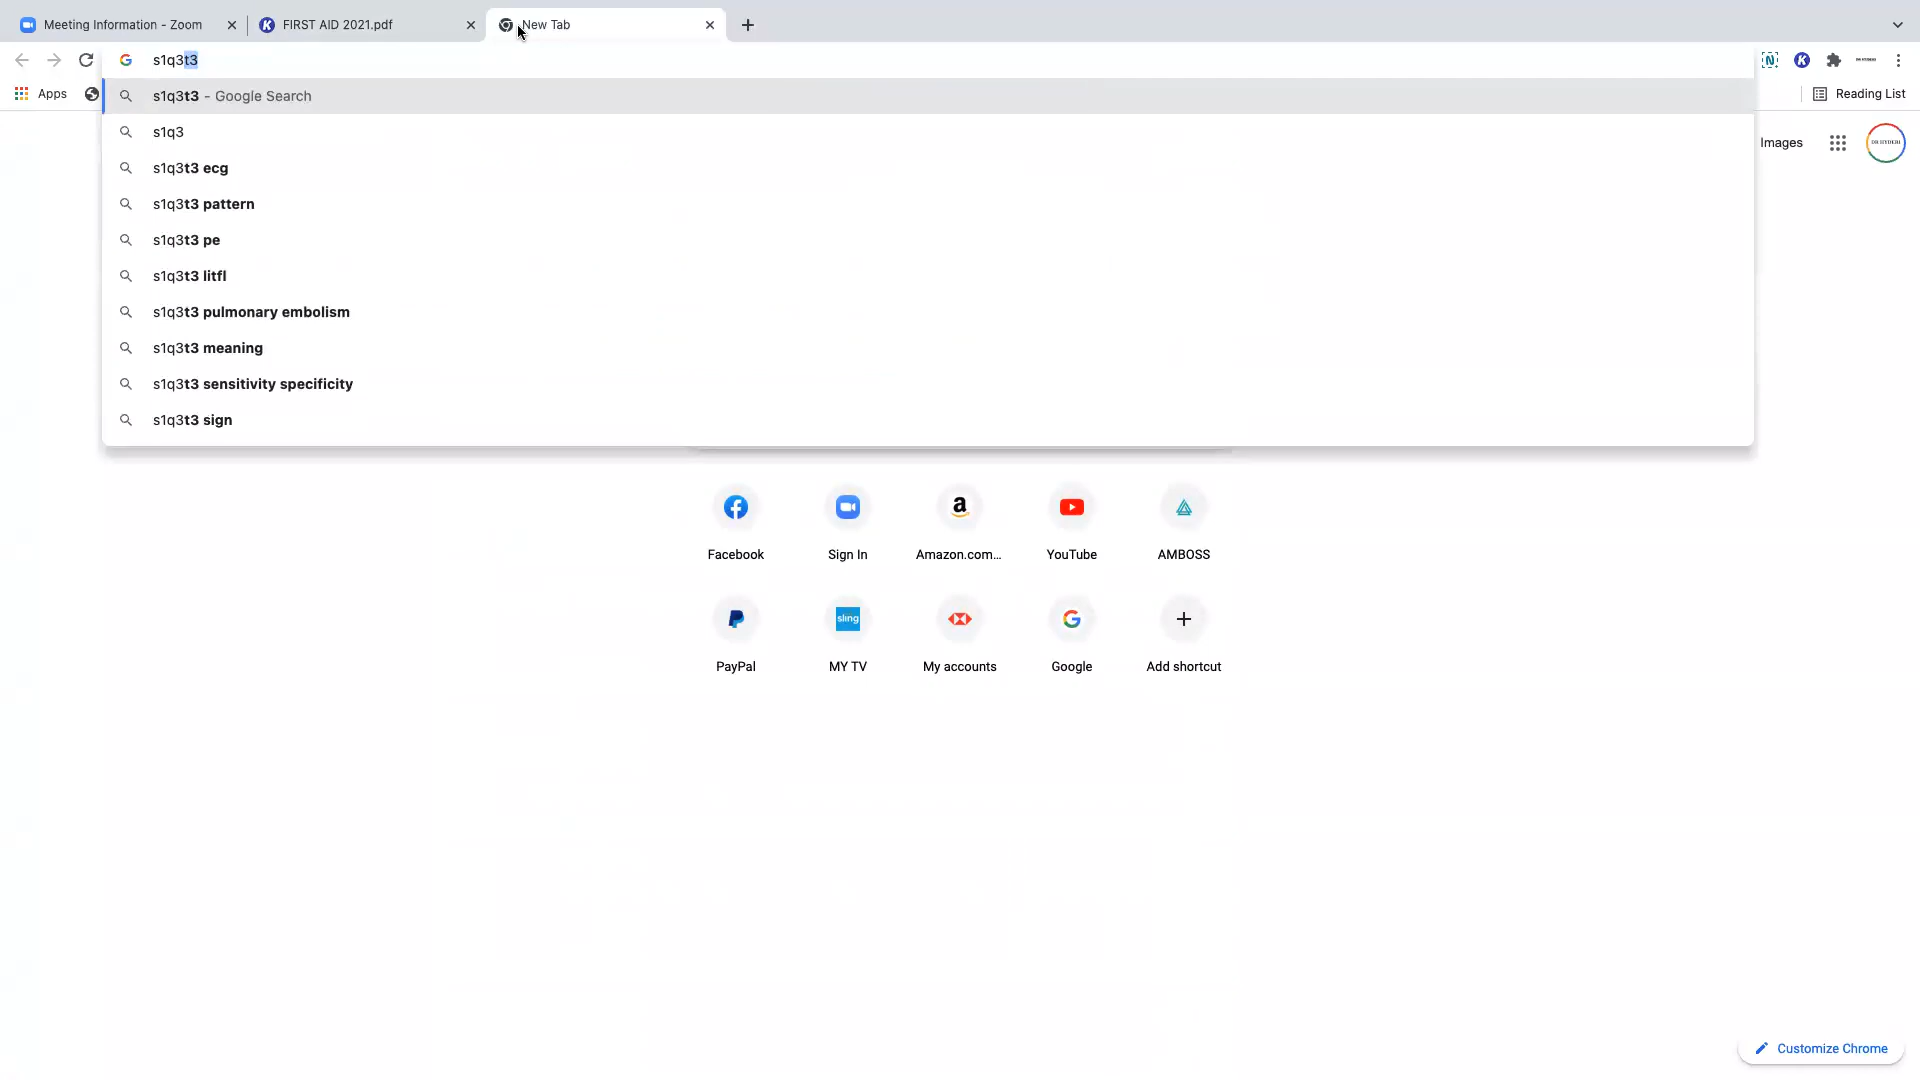 Meeting Information - Zoom
FIRST AID 2021.pdf
New Tab
s1q3t3
Apps
Reading List
s1q3t3 - Google Search
s1q3
s1q3t3 ecg
s1q3t3 pattern
s1q3t3 pe
s1q3t3 litfl
s1q3t3 pulmonary embolism
s1q3t3 meaning
s1q3t3 sensitivity specificity
s1q3t3 sign
Images
Facebook
Sign In
Amazon.com...
YouTube
AMBOSS
sling
PayPal
MY TV
My accounts
Google
Add shortcut
Customize Chrome